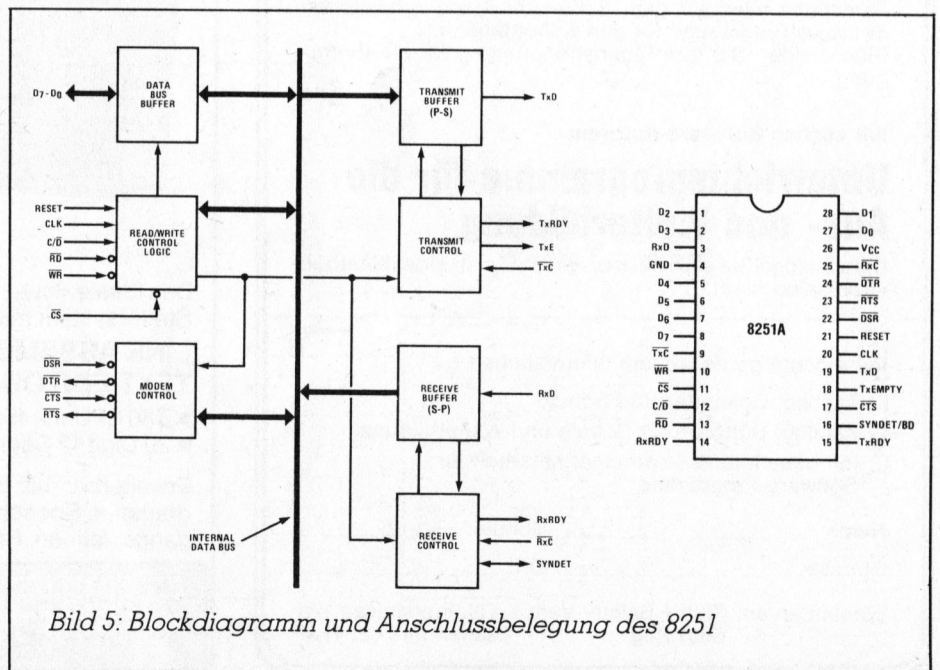 DATA
BUS
BUFFER
D7-D0
TRANSMIT
BUFFER
(P-S)
TxD
RESET
CLK
C/D̅
R̅D̅
W̅R̅
C̅S̅
READ/WRITE
CONTROL
LOGIC
TRANSMIT
CONTROL
TxE
T̅x̅C̅
D̅S̅R̅
D̅T̅R̅
C̅T̅S̅
R̅T̅S̅
MODEM
CONTROL
RECEIVE
BUFFER
(S-P)
RxD
INTERNAL
DATA BUS
RECEIVE
CONTROL
RxRDY
R̅x̅C̅
SYNDET
8251A
D2 1
D3 2
RxD 3
GND 4
D4 5
D5 6
D6 7
D7 8
T̅x̅C̅ 9
W̅R̅ 10
C̅S̅ 11
C/D̅ 12
R̅D̅ 13
RxRDY 14
28 D1
27 D0
26 VCC
25 R̅x̅C̅
24 D̅T̅R̅
23 R̅T̅S̅
22 D̅S̅R̅
21 RESET
20 CLK
19 TxD
18 TxEMPTY
17 C̅T̅S̅
16 SYNDET/BD
15 TxRDY
Bild 5: Blockdiagramm und Anschlussbelegung des 8251